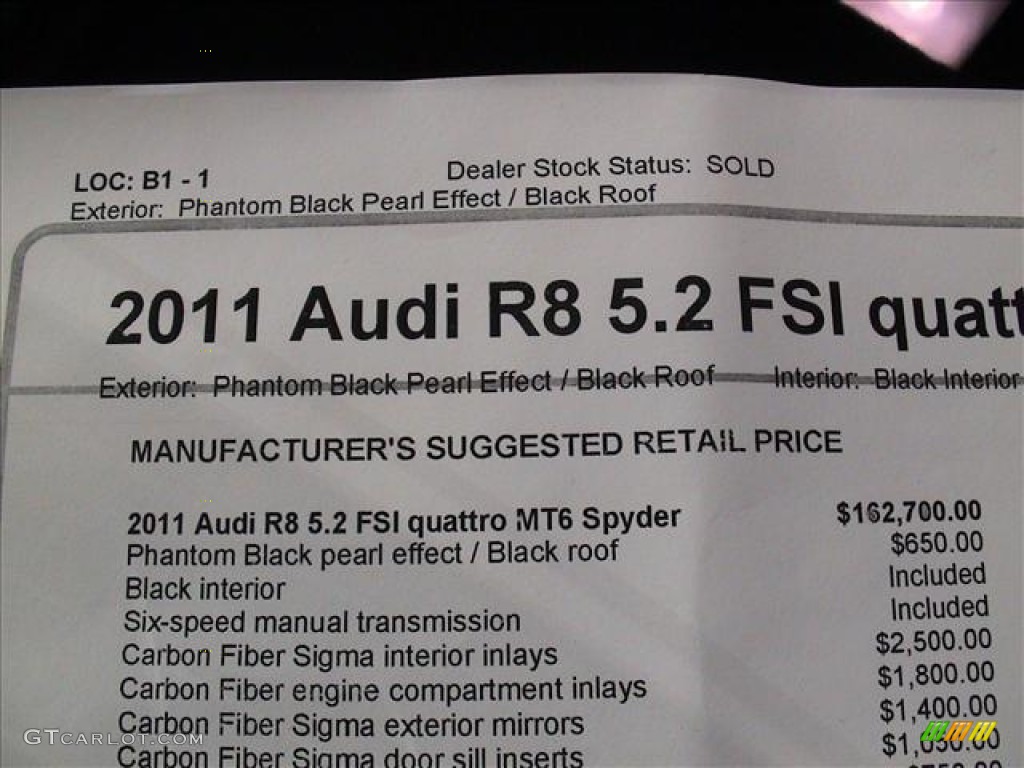 LOC: B1 - 1 Dealer Stock Status: SOLD
Exterior: Phantom Black Pearl Effect / Black Roof
2011 Audi R8 5.2 FSI quatt
Exterior: Phantom Black Pearl Effect / Black Roof Interior: Black Interior
MANUFACTURER'S SUGGESTED RETAIL PRICE
2011 Audi R8 5.2 FSI quattro MT6 Spyder $162,700.00
Phantom Black pearl effect / Black roof $650.00
Black interior Included
Six-speed manual transmission Included
Carbon Fiber Sigma interior inlays $2,500.00
Carbon Fiber engine compartment inlays $1,800.00
Carbon Fiber Sigma exterior mirrors $1,400.00
Carbon Fiber Sigma door sill inserts
GTCARLOT.COM